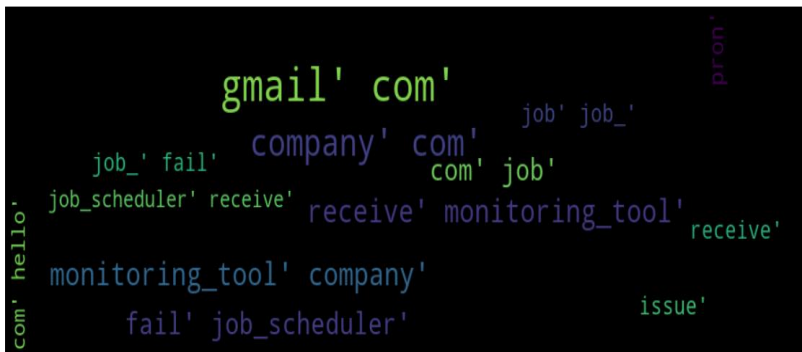 pron'
gmail' com'
job' job_'
company' com'
job_' fail'
com' job'
job_scheduler' receive'
receive' monitoring_tool'
receive'
com' hello'
monitoring_tool' company'
issue'
fail' job_scheduler'